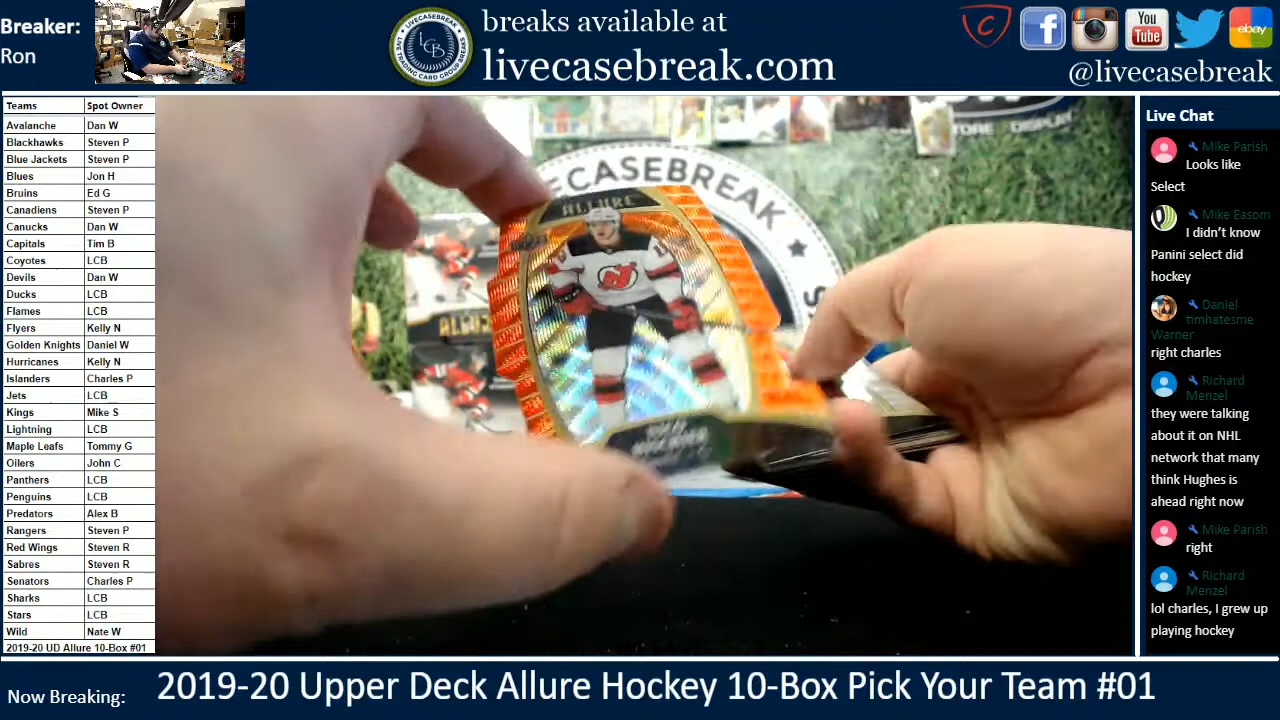 Breaker:
Ron
LCB
breaks available at
livecasebreak.com
You
Tube
ebay
@livecasebreak
Teams Spot Owner
Avalanche Dan W
Blackhawks Steven P
Blue Jackets Steven P
Blues Jon H
Bruins Ed G
Canadiens Steven P
Canucks Dan W
Capitals Tim B
Coyotes LCB
Devils Dan W
Ducks LCB
Flames LCB
Flyers Kelly N
Golden Knights Daniel W
Hurricanes Kelly N
Islanders Charles P
Jets LCB
Kings Mike S
Lightning LCB
Maple Leafs Tommy G
Oilers John C
Panthers LCB
Penguins LCB
Predators Alex B
Rangers Steven P
Red Wings Steven R
Sabres Steven R
Senators Charles P
Sharks LCB
Stars LCB
Wild Nate W
2019-20 UD Allure 10-Box #01
ECASEBREAK
ALLURE
Live Chat
Mike Parish
Looks like
Select
Mike Easom
I didn't know
Panini select did
hockey
Daniel
timhatesme
Warner
right charles
Richard
Menzel
they were talking
about it on NHL
network that many
think Hughes is
ahead right now
Mike Parish
right
Richard
Menzel
lol charles, I grew up
playing hockey
Now Breaking:
2019-20 Upper Deck Allure Hockey 10-Box Pick Your Team #01